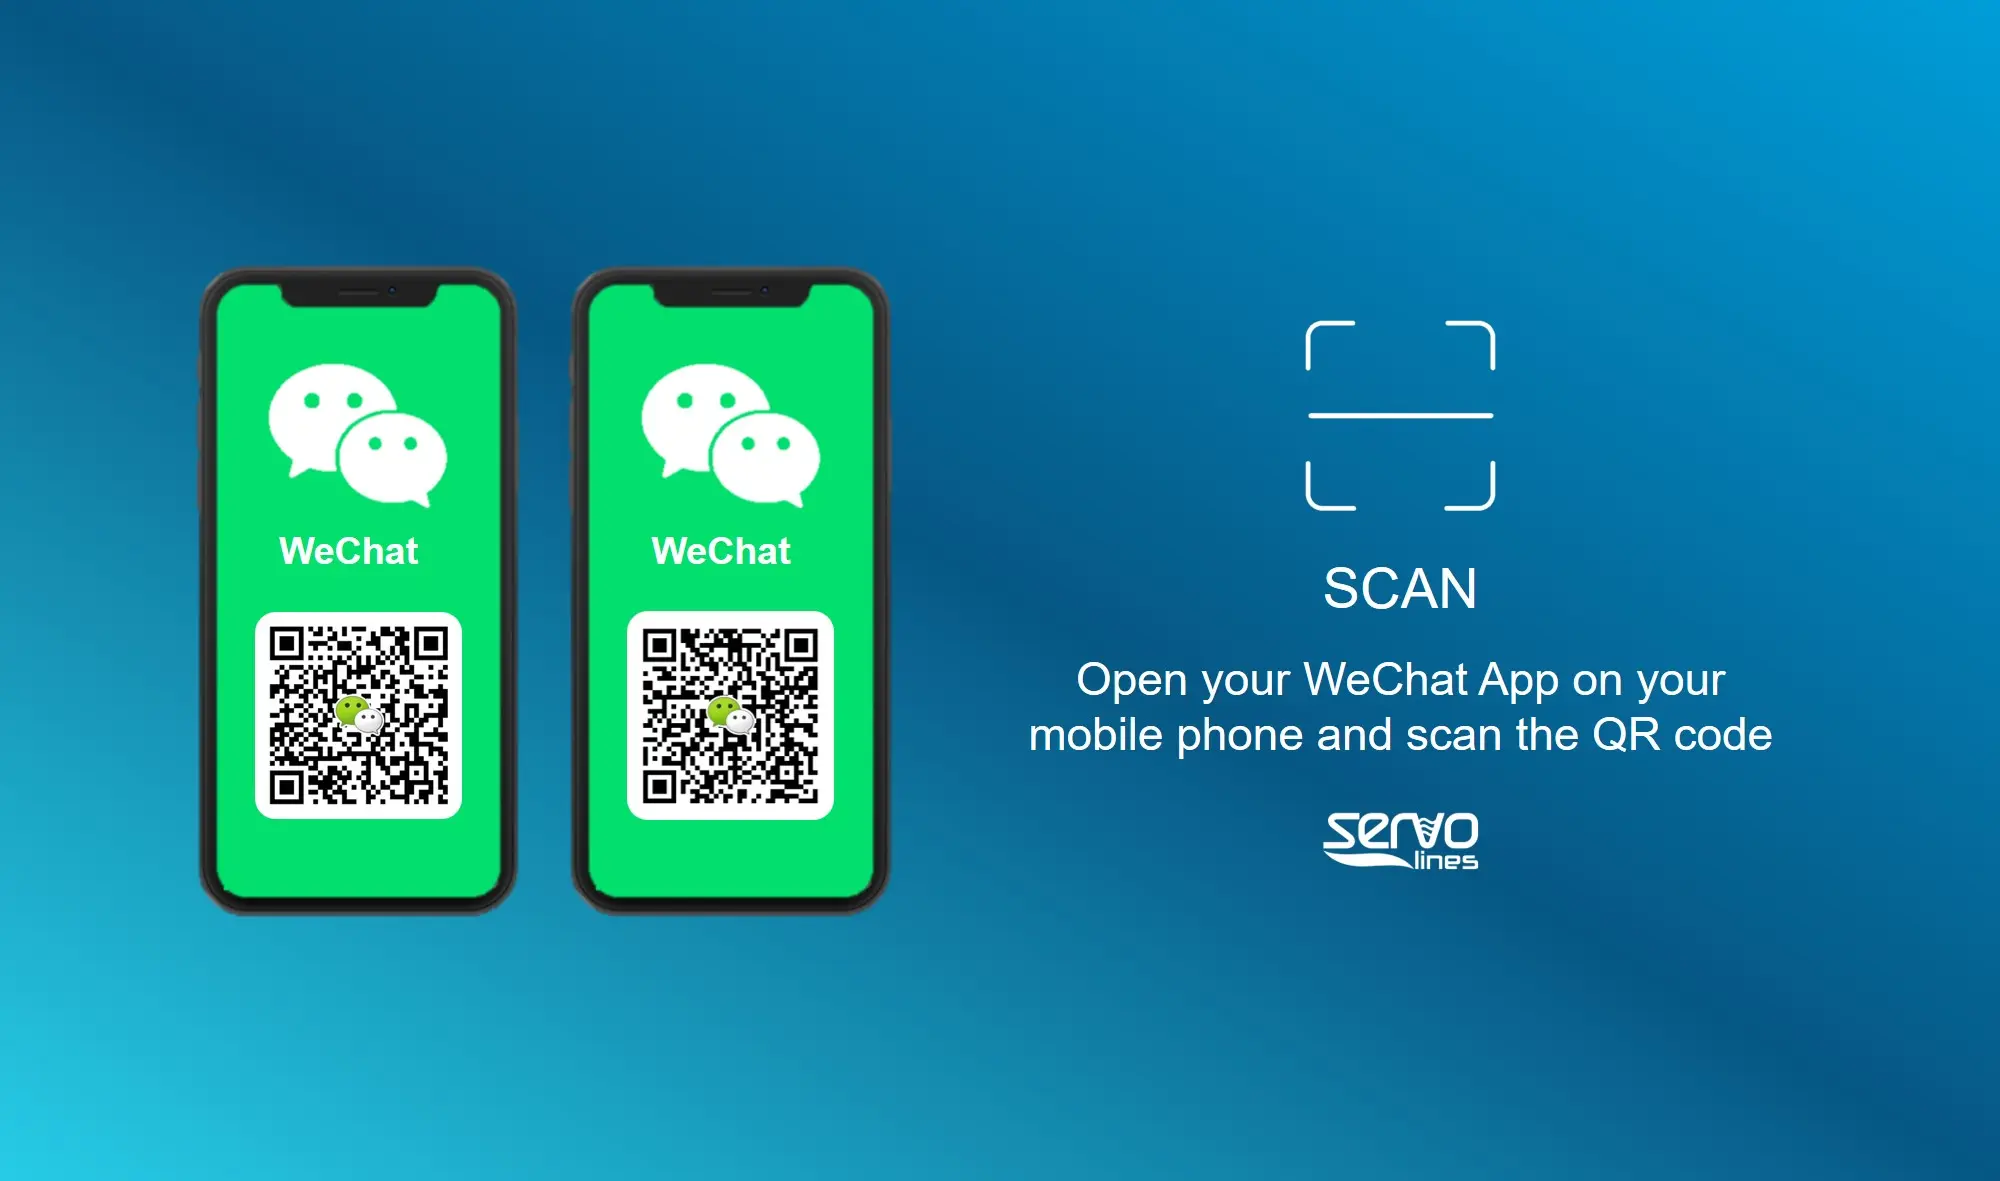 WeChat
WeChat
SCAN
Open your WeChat App on your
mobile phone and scan the QR code
servo
lines